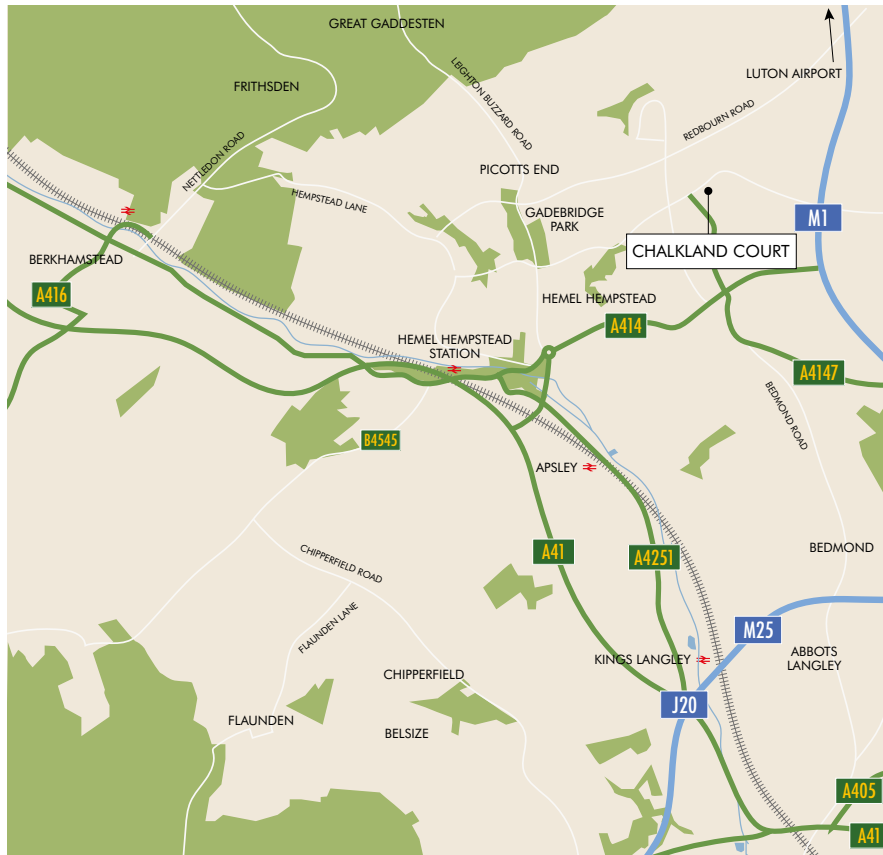 GREAT GADDESTEN
LUTON AIRPORT
FRITHSDEN
LEIGHTON BUZZARD ROAD
REDBOURN ROAD
NETTLEDON ROAD
PICOTTS END
HEMPSTEAD LANE
GADEBRIDGE
PARK
M1
CHALKLAND COURT
BERKHAMSTEAD
A416
HEMEL HEMPSTEAD
A414
HEMEL HEMPSTEAD
STATION
A4147
BEDMOND ROAD
B4545
APSLEY
A41
A4251
BEDMOND
CHIPPERFIELD ROAD
FLAUNDEN LANE
M25
KINGS LANGLEY
ABBOTS
LANGLEY
CHIPPERFIELD
J20
FLAUNDEN
BELSIZE
A405
A41